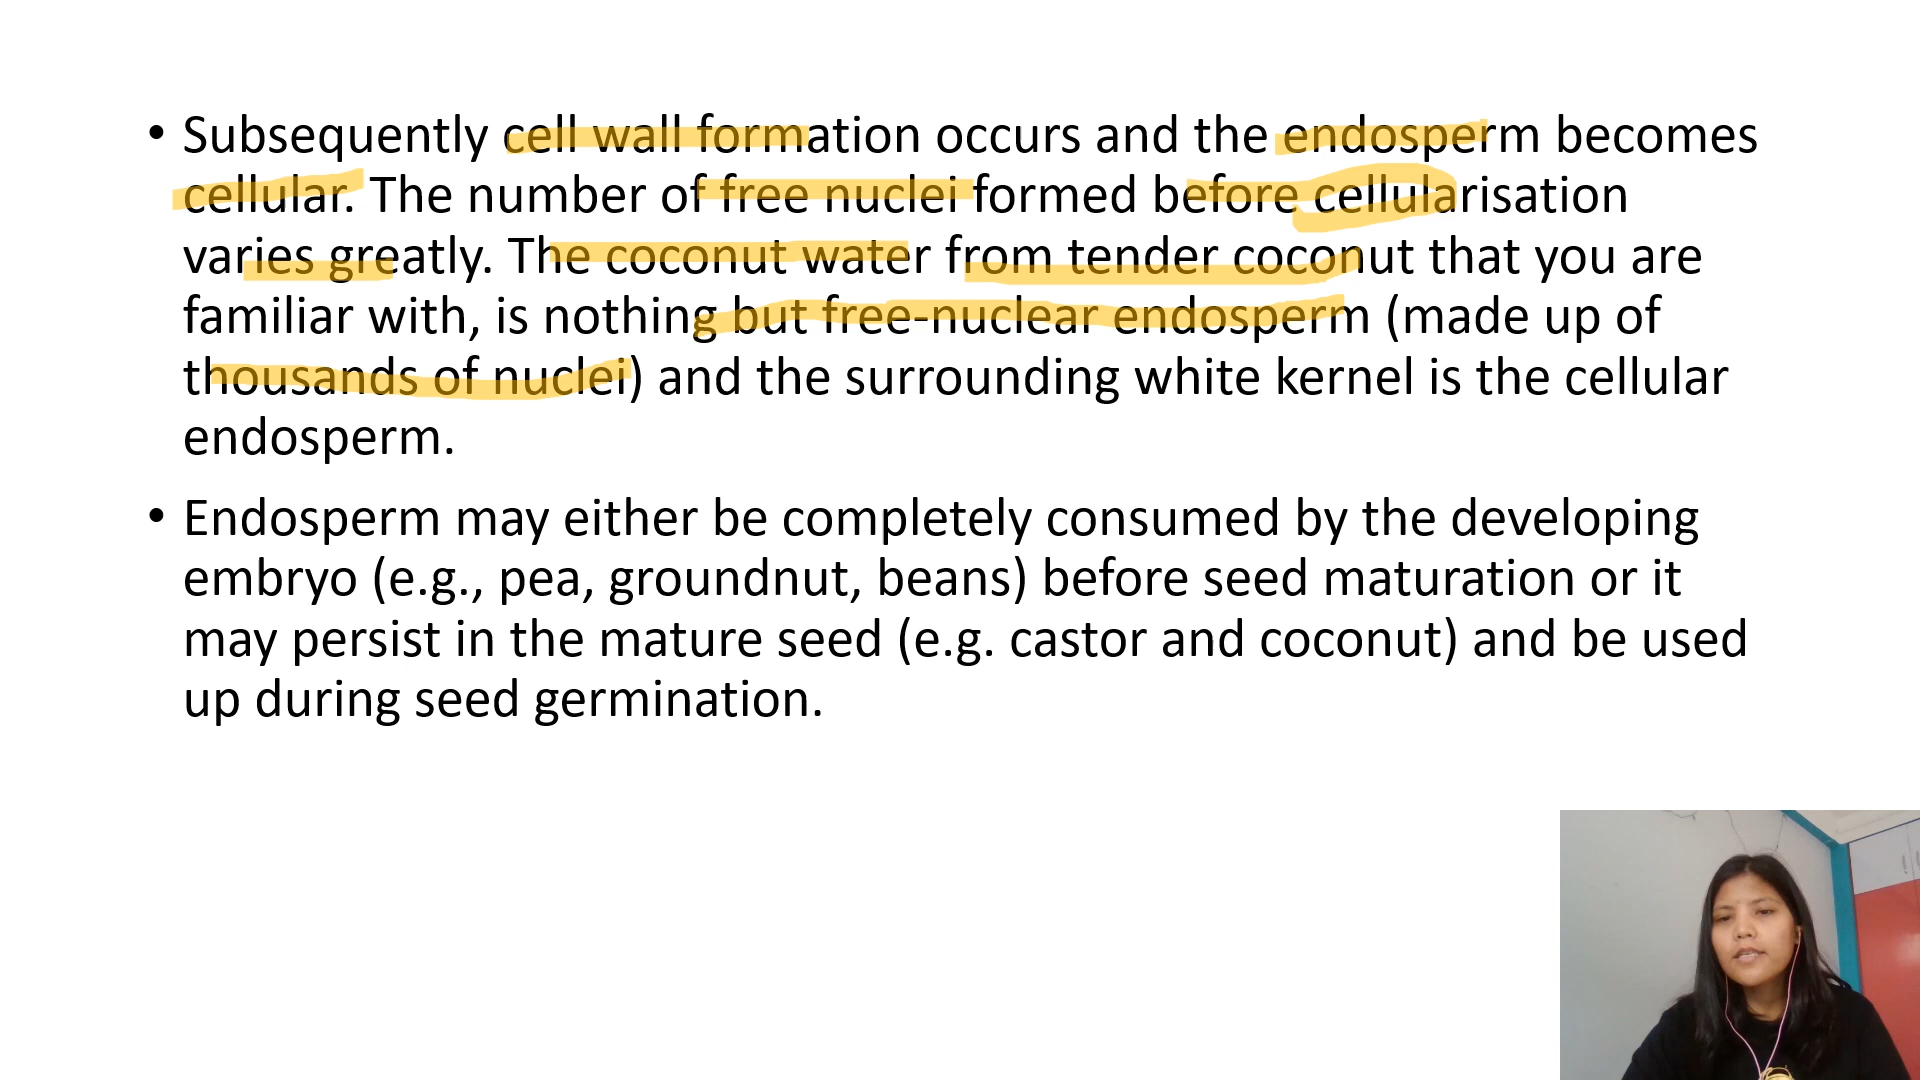 • Subsequently cell wall formation occurs and the endosperm becomes
cellular. The number of free nuclei formed before cellularisation
varies greatly. The coconut water from tender coconut that you are
familiar with, is nothing but free-nuclear endosperm (made up of
thousands of nuclei) and the surrounding white kernel is the cellular
endosperm.
• Endosperm may either be completely consumed by the developing
embryo (e.g., pea, groundnut, beans) before seed maturation or it
may persist in the mature seed (e.g. castor and coconut) and be used
up during seed germination.